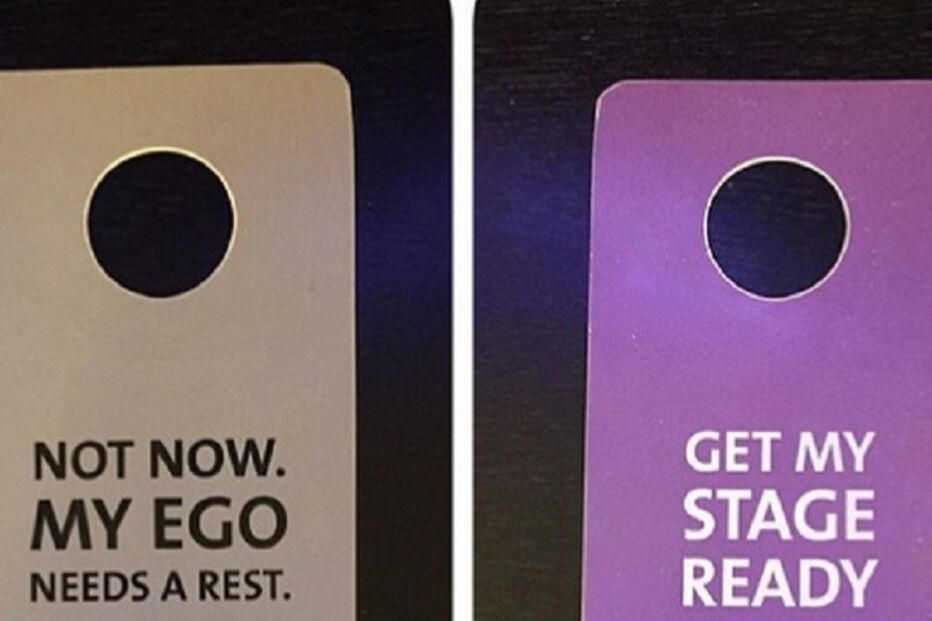 NOT NOW.
MY EGO
NEEDS A REST.
GET MY
STAGE
READY